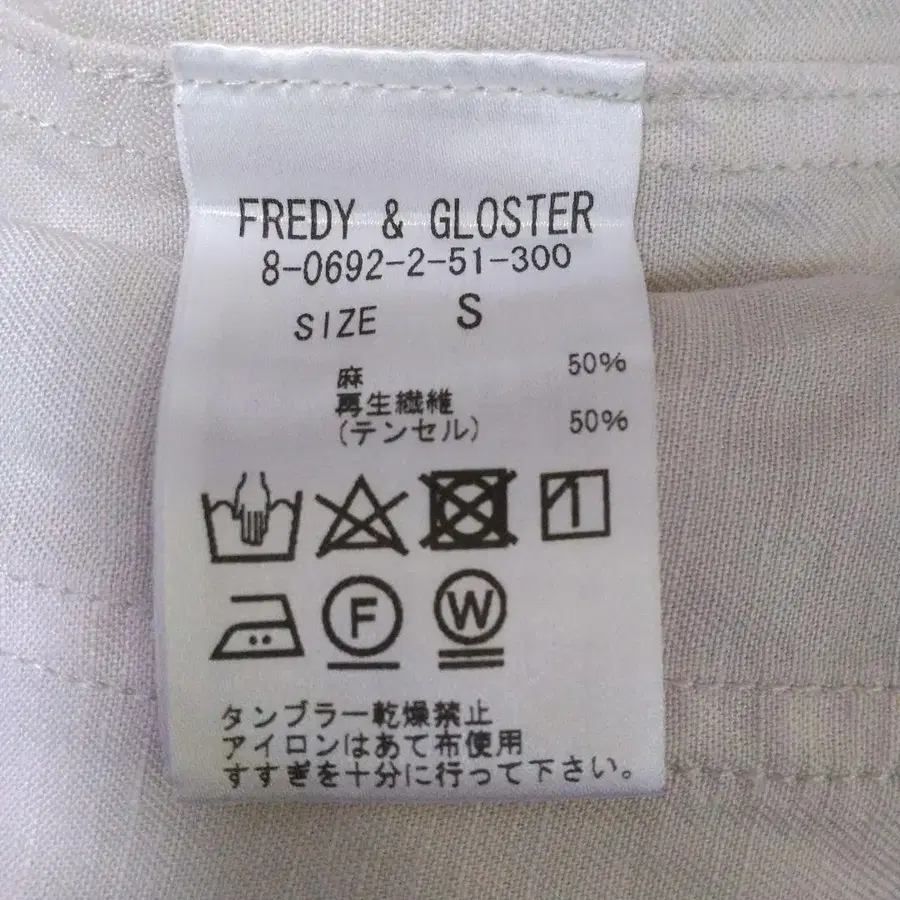 FREDY & GLOSTER
8-0692-2-51-300
SIZE S
麻 50%
再生繊維
(テンセル) 50%
F W
タンブラー乾燥禁止
アイロンはあて布使用
すすぎを十分に行って下さい。